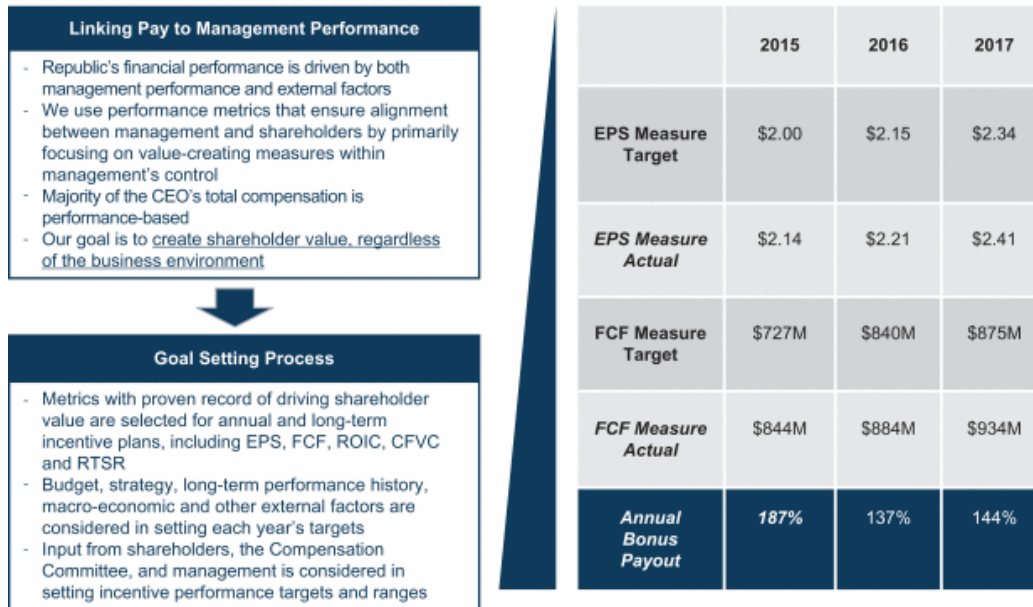 Linking Pay to Management Performance
- Republic's financial performance is driven by both
management performance and external factors
- We use performance metrics that ensure alignment
between management and shareholders by primarily
focusing on value-creating measures within
management's control
- Majority of the CEO's total compensation is
performance-based
- Our goal is to create shareholder value, regardless
of the business environment
Goal Setting Process
- Metrics with proven record of driving shareholder
value are selected for annual and long-term
incentive plans, including EPS, FCF, ROIC, CFVC
and RTSR
- Budget, strategy, long-term performance history,
macro-economic and other external factors are
considered in setting each year's targets
- Input from shareholders, the Compensation
Committee, and management is considered in
setting incentive performance targets and ranges
2015 2016 2017
EPS Measure
Target
$2.00 $2.15 $2.34
EPS Measure
Actual
$2.14 $2.21 $2.41
FCF Measure
Target
$727M $840M $875M
FCF Measure
Actual
$844M $884M $934M
Annual
Bonus
Payout
187% 137% 144%